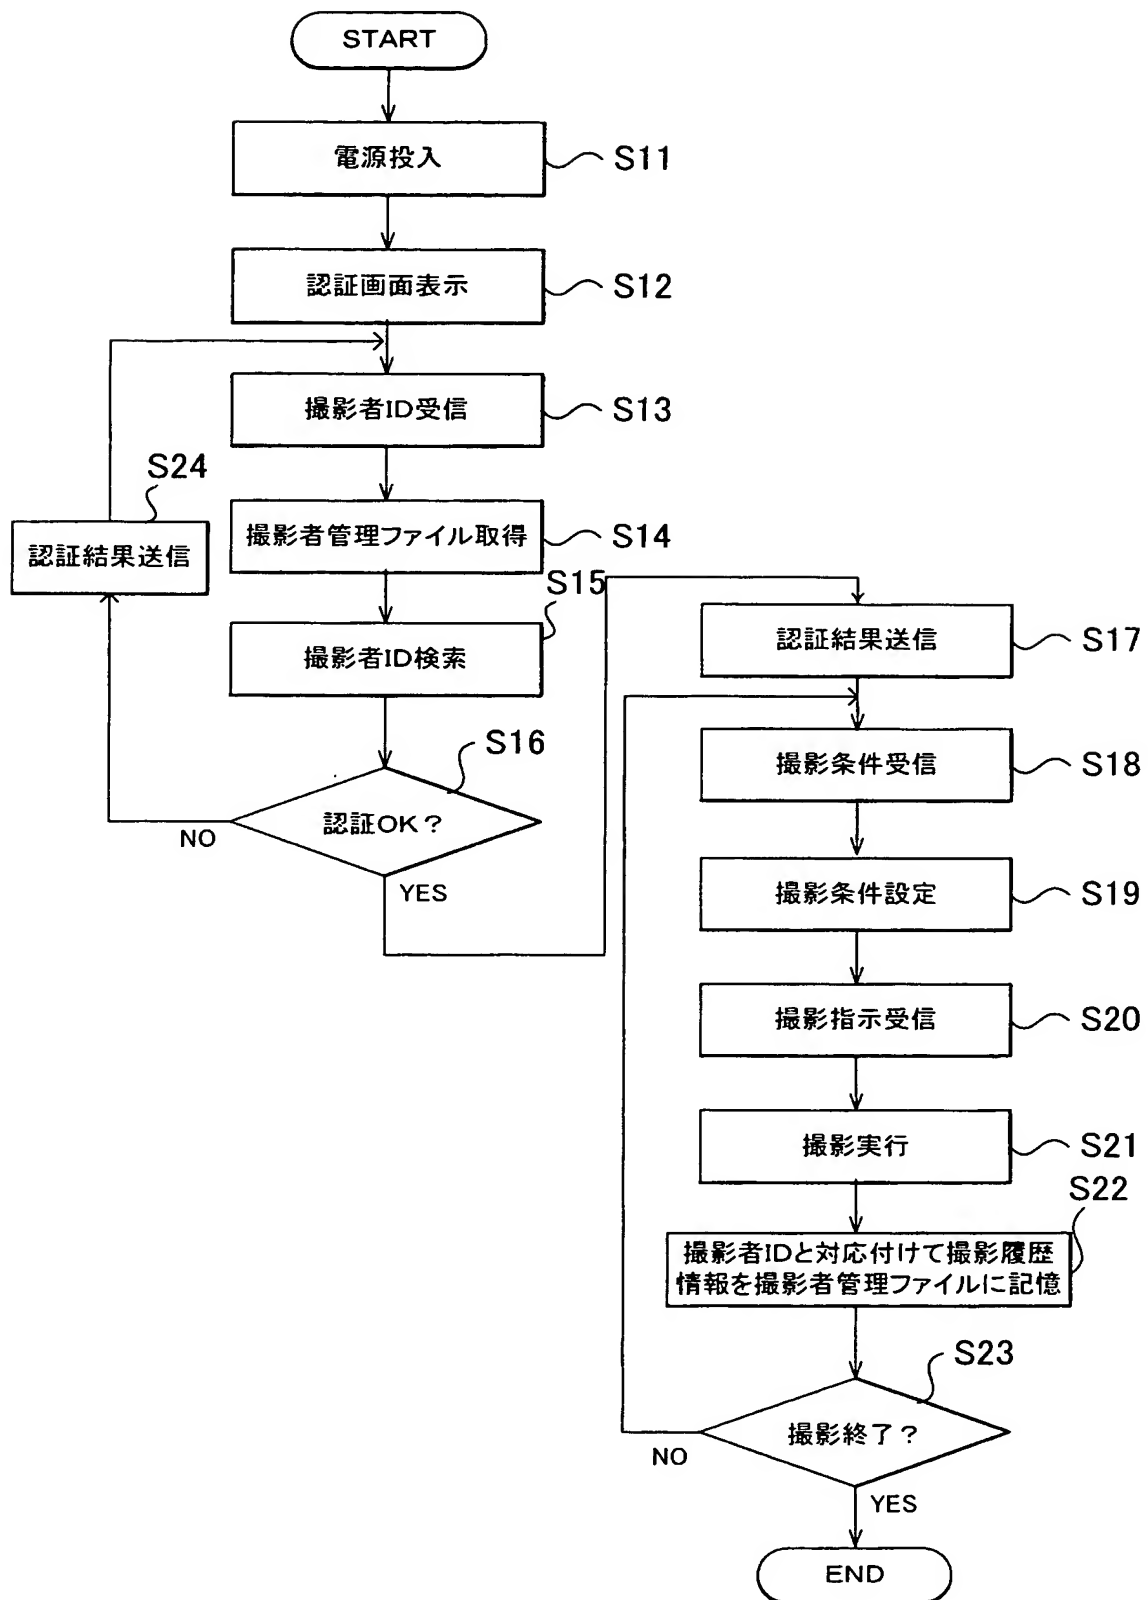 START
電源投入
S11
認証画面表示
S12
撮影者ID受信
S13
S24
認証結果送信
撮影者管理ファイル取得
S14
S15
撮影者ID検索
S16
認証OK?
NO
YES
認証結果送信
S17
撮影条件受信
S18
撮影条件設定
S19
撮影指示受信
S20
撮影実行
S21
S22
撮影者IDと対応付けて撮影履歴
情報を撮影者管理ファイルに記憶
S23
撮影終了?
NO
YES
END